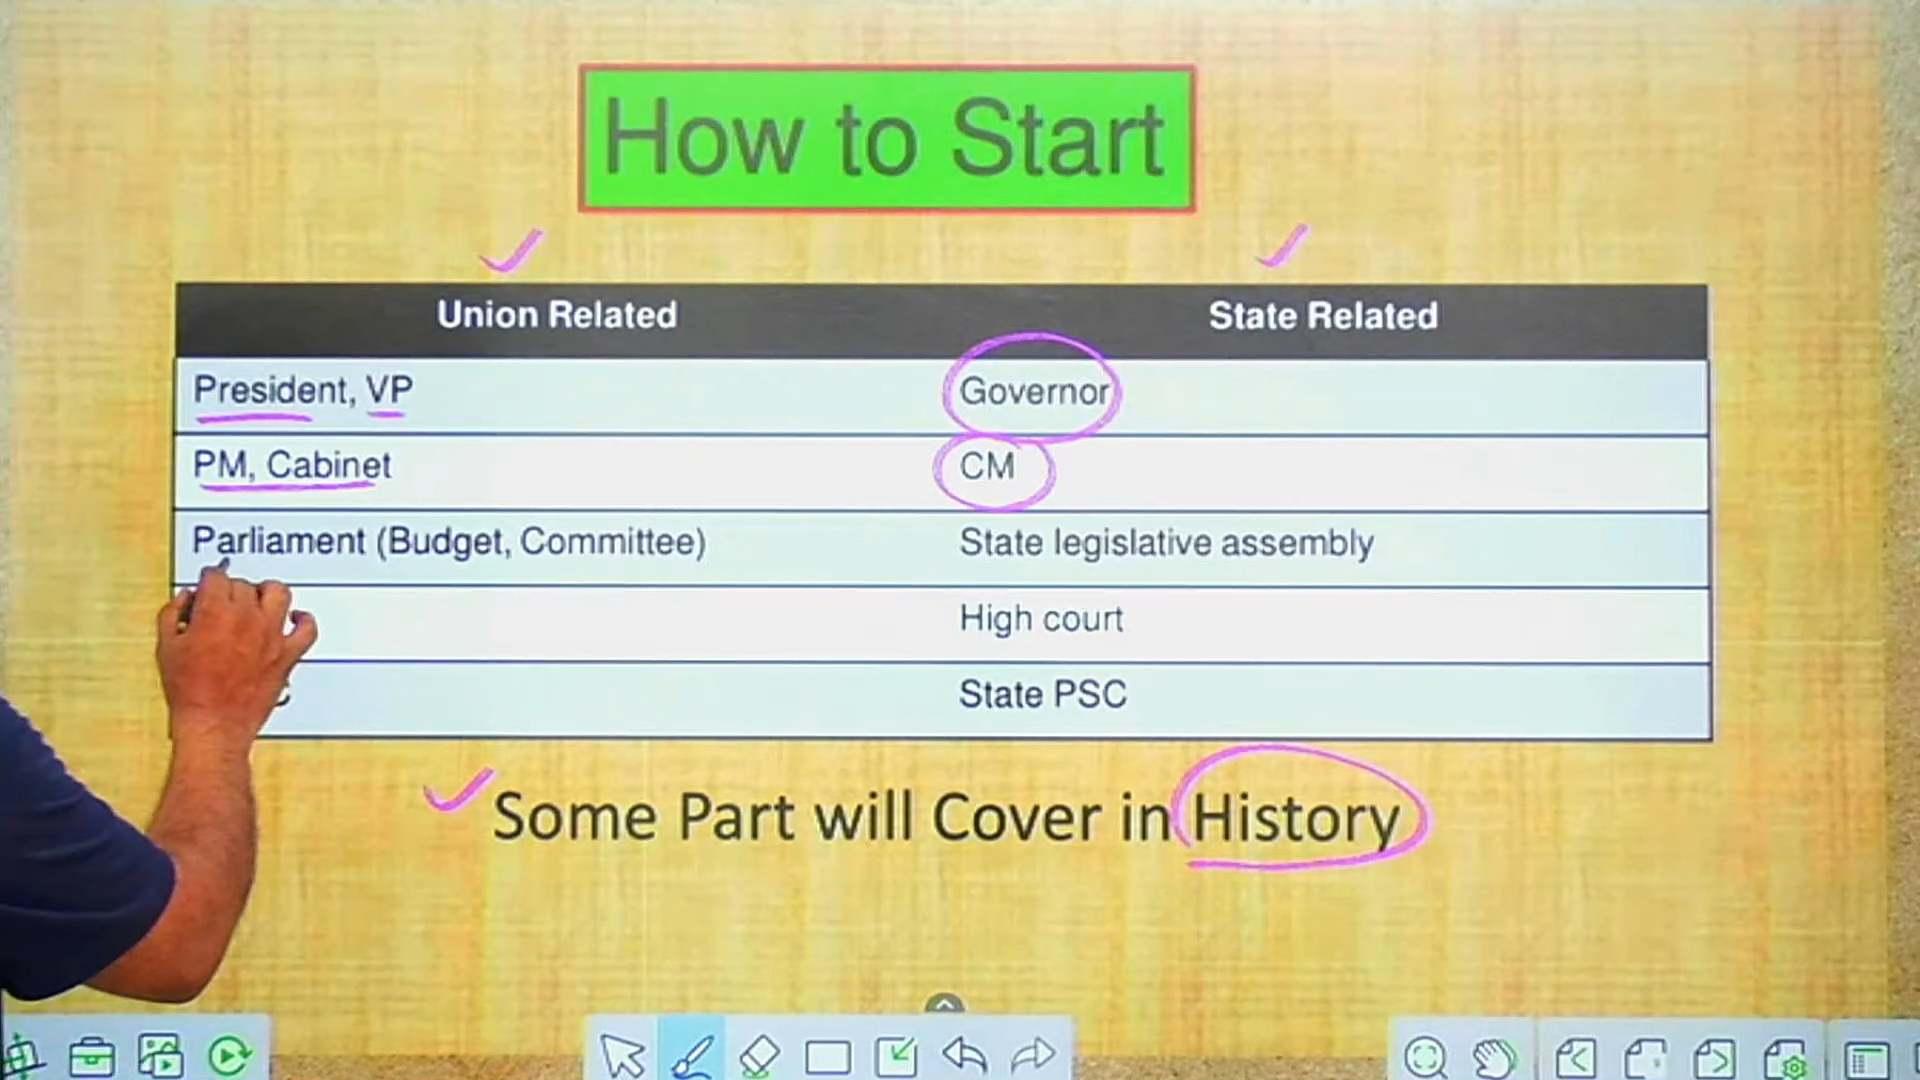 How to Start
Union Related State Related
President, VP Governor
PM, Cabinet CM
Parliament (Budget, Committee) State legislative assembly
High court
State PSC
Some Part will Cover in History